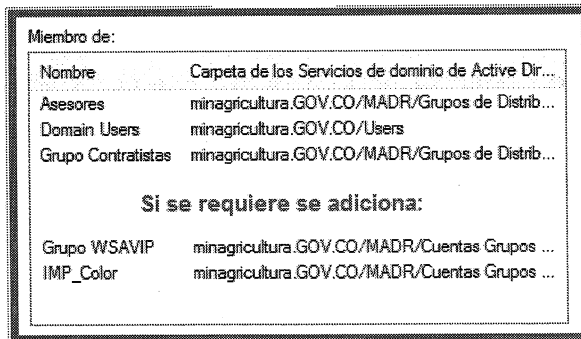 Miembro de:
Nombre Carpeta de los Servicios de dominio de Active Dir...
Asesores minagricultura.GOV.CO/MADR/Grupos de Distrib...
Domain Users minagricultura.GOV.CO/Users
Grupo Contratistas minagricultura.GOV.CO/MADR/Grupos de Distrib...
Si se requiere se adiciona:
Grupo WSAVIP minagricultura.GOV.CO/MADR/Cuentas Grupos ...
IMP_Color minagricultura.GOV.CO/MADR/Cuentas Grupos ...